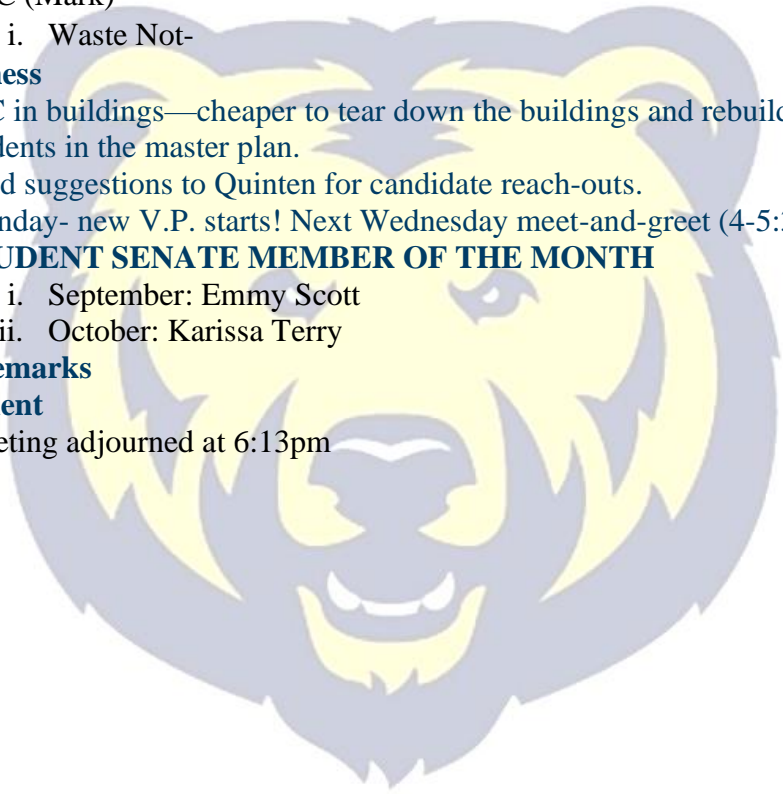 C (Mark)
i. Waste Not-
ness
C in buildings—cheaper to tear down the buildings and rebuild
dents in the master plan.
d suggestions to Quinten for candidate reach-outs.
nday- new V.P. starts! Next Wednesday meet-and-greet (4-5:
UDENT SENATE MEMBER OF THE MONTH
i. September: Emmy Scott
ii. October: Karissa Terry
emarks
ent
eting adjourned at 6:13pm